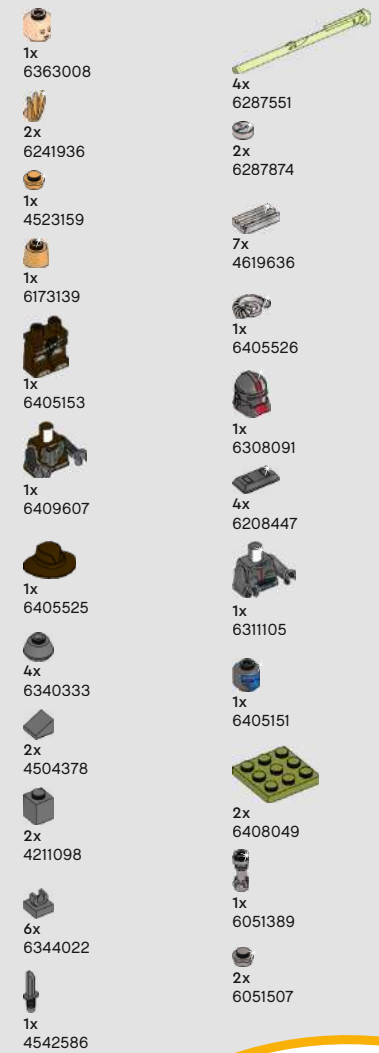 1x
6363008
2x
6241936
1x
4523159
1x
6173139
1x
6405153
1x
6409607
1x
6405525
4x
6340333
2x
4504378
2x
4211098
6x
6344022
1x
4542586
4x
6287551
2x
6287874
7x
4619636
1x
6405526
1x
6308091
4x
6208447
1x
6311105
1x
6405151
2x
6408049
1x
6051389
2x
6051507